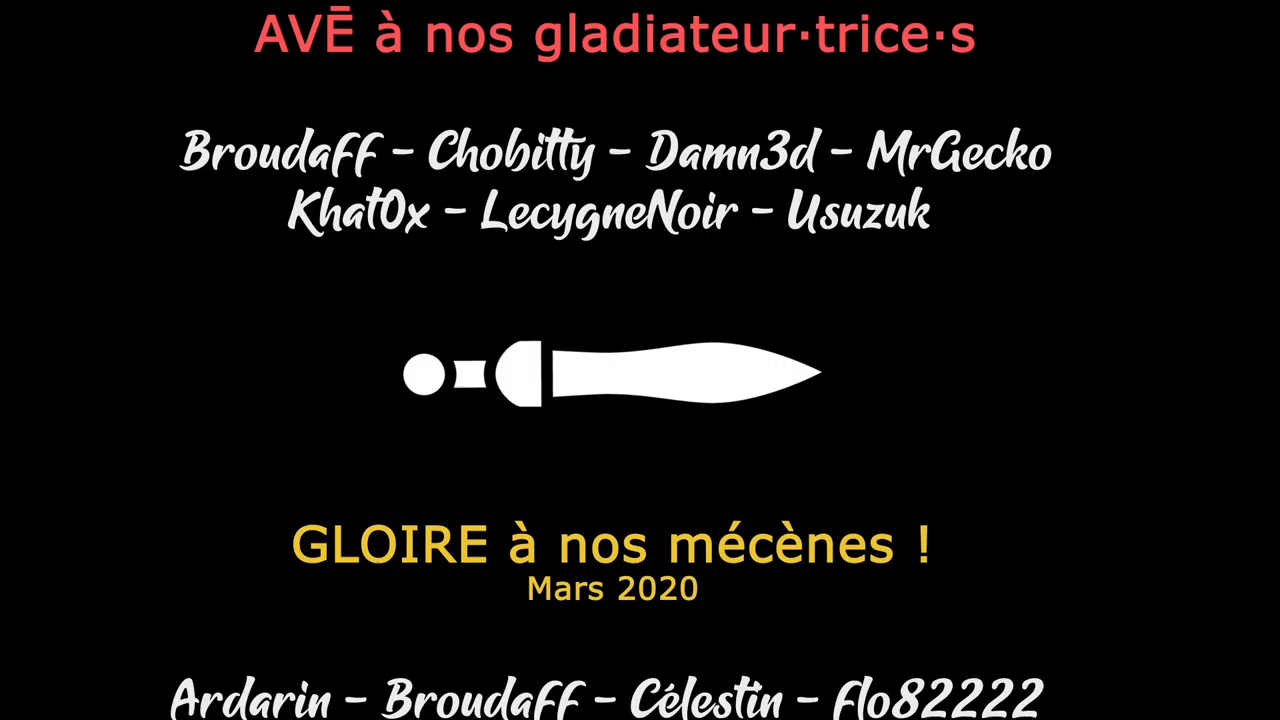 AVĒ à nos gladiateur·trice·s
Broudaff - Chobitty - Damn3d - MrGecko
Khat0x - LecygneNoir - Usuzuk
GLOIRE à nos mécènes !
Mars 2020
Ardarin - Broudaff - Célestin - flo82222